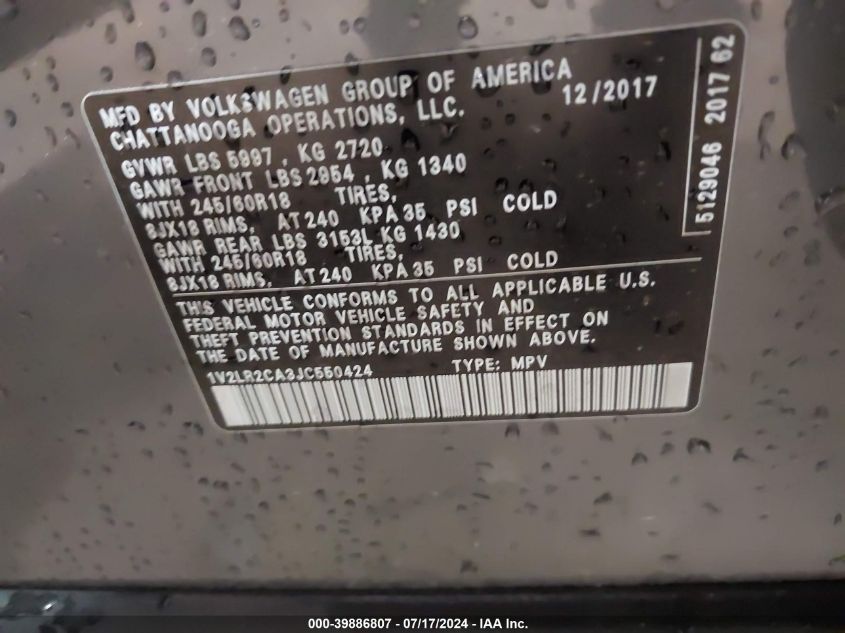 MFD BY VOLKSWAGEN GROUP OF AMERICA
CHATTANOOGA OPERATIONS, LLC. 12/2017
GVWR LBS 5997 , KG 2720
GAWR FRONT LBS 2954 , KG 1340
WITH 245/60R18 TIRES,
8JX18 RIMS, AT 240 KPA 35 PSI COLD
GAWR REAR LBS 3153L KG 1430
WITH 245/60R18 TIRES,
8JX18 RIMS, AT 240 KPA 35 PSI COLD
THIS VEHICLE CONFORMS TO ALL APPLICABLE U.S.
FEDERAL MOTOR VEHICLE SAFETY AND
THEFT PREVENTION STANDARDS IN EFFECT ON
THE DATE OF MANUFACTURE SHOWN ABOVE.
1V2LR2CA3JC550424 TYPE: MPV
5129046 2017 62
000-39886807 - 07/17/2024 - IAA Inc.